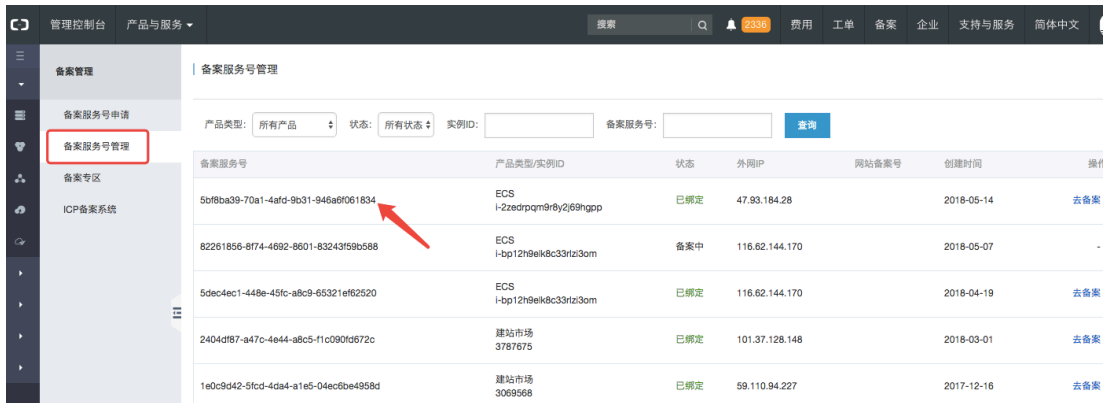 管理控制台 产品与服务 搜索 2336 费用 工单 备案 企业 支持与服务 简体中文
备案管理
备案服务号申请
备案服务号管理
备案专区
ICP备案系统
备案服务号管理
产品类型: 所有产品 状态: 所有状态 实例ID: 备案服务号: 查询
备案服务号 产品类型/实例ID 状态 外网IP 网站备案号 创建时间 操作
5bf8ba39-70a1-4afd-9b31-946a6f061834 ECS 已绑定 47.93.184.28 2018-05-14 去备案
i-2zedrpqm9r8y2j69hgpp
82261856-8f74-4692-8601-83243f59b588 ECS 备案中 116.62.144.170 2018-05-07 -
i-bp12h9eik8c33rlzi3om
5dec4ec1-448e-45fc-a8c9-65321ef62520 ECS 已绑定 116.62.144.170 2018-04-19 去备案
i-bp12h9eik8c33rlzi3om
2404df87-a47c-4e44-a8c5-f1c090fd672c 建站市场 已绑定 101.37.128.148 2018-03-01 去备案
3787675
1e0c9d42-5fcd-4da4-a1e5-04ec6be4958d 建站市场 已绑定 59.110.94.227 2017-12-16 去备案
3069568